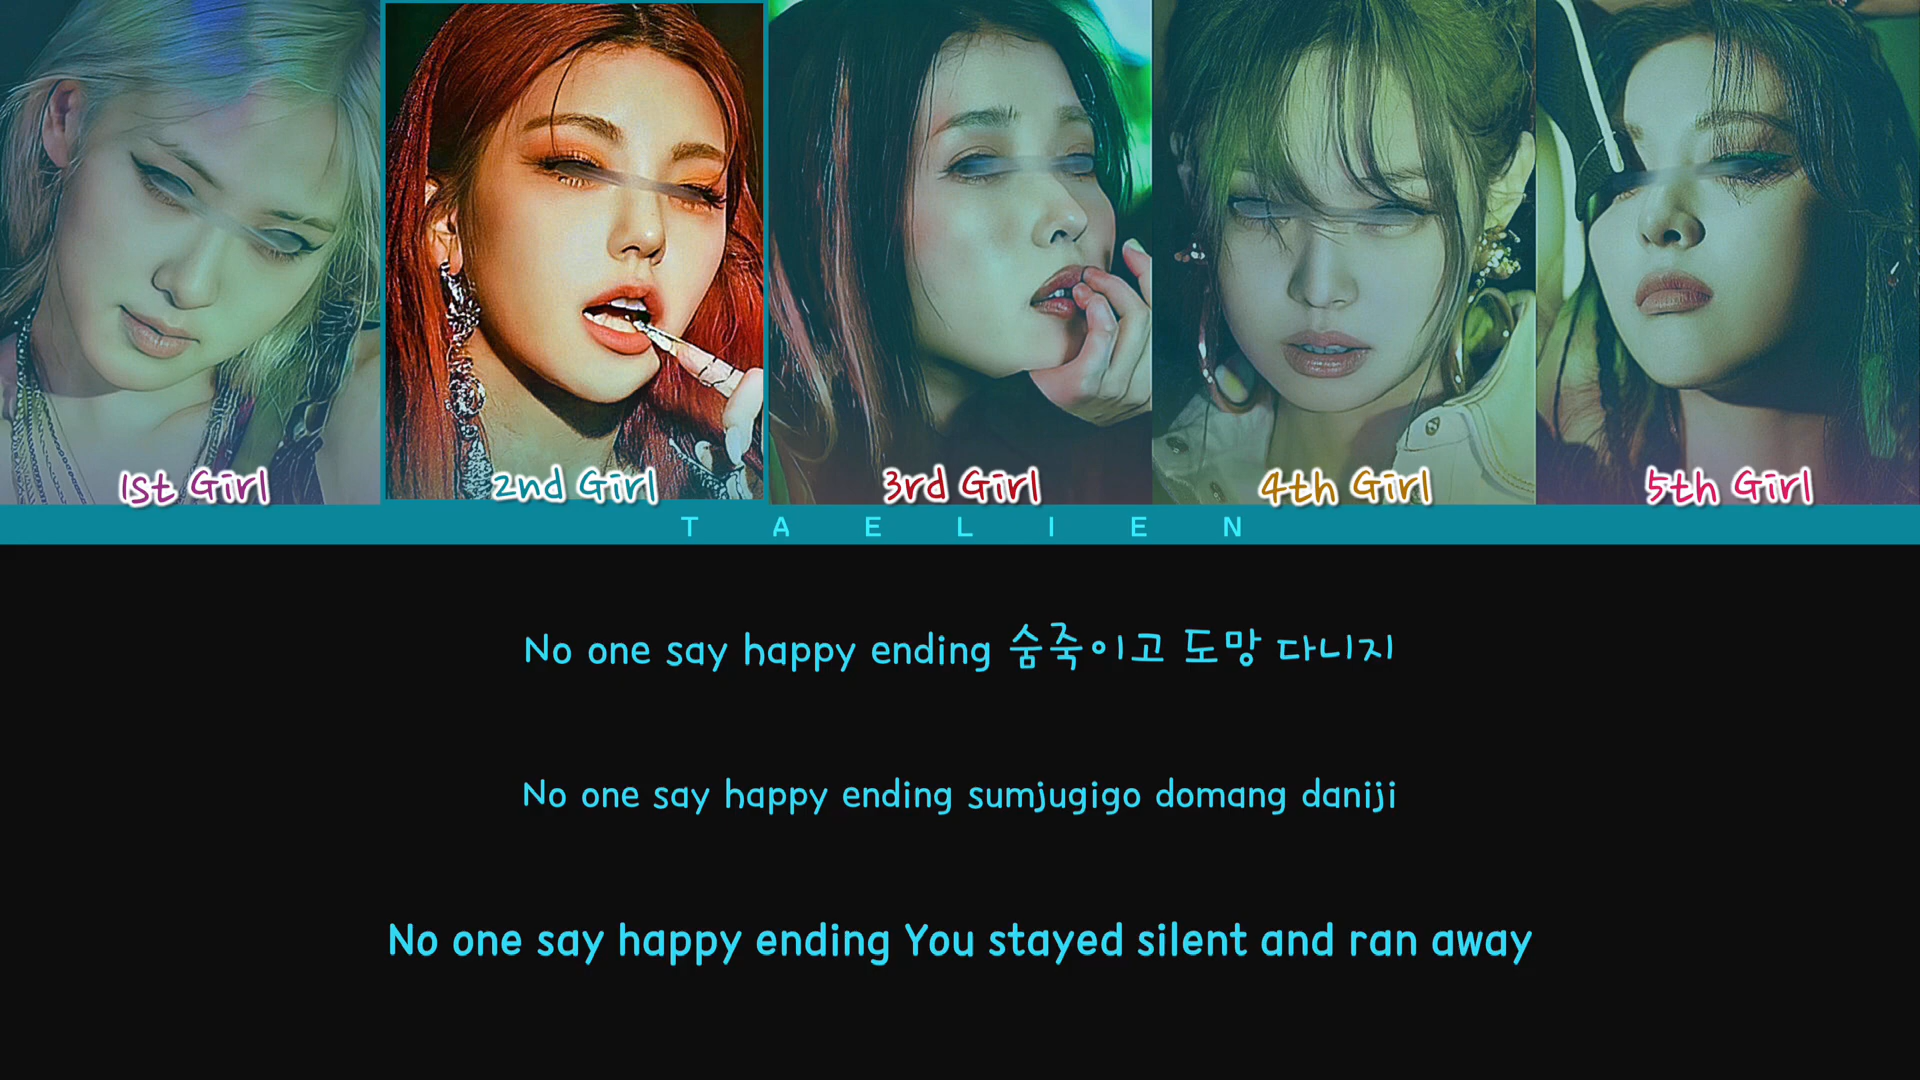 1st Girl
2nd Girl
3rd Girl
4th Girl
5th Girl
TAELIEN
No one say happy ending 숨죽이고 도망 다니지
No one say happy ending sumjugigo domang daniji
No one say happy ending You stayed silent and ran away